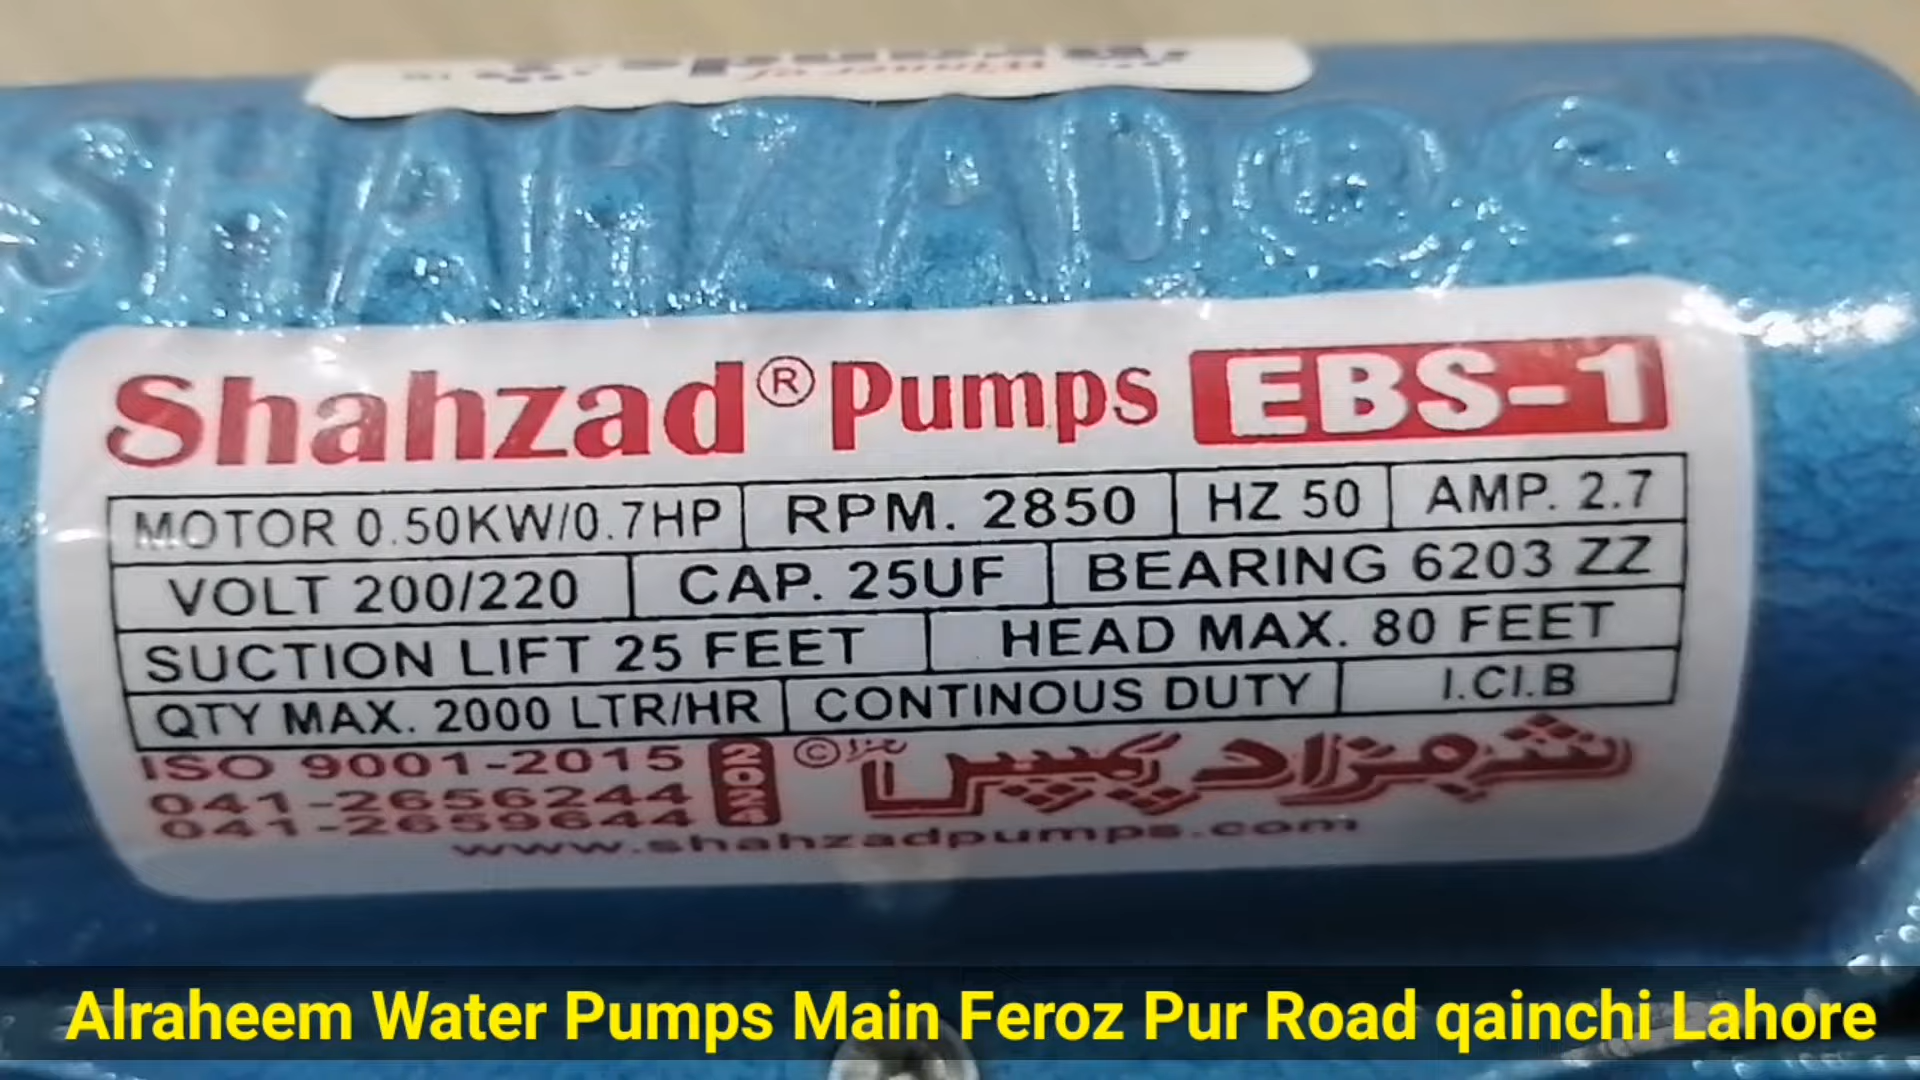 Winner of
SHAHZAD ®
Shahzad® Pumps EBS-1
MOTOR 0.50KW/0.7HP RPM. 2850 HZ 50 AMP. 2.7
VOLT 200/220 CAP. 25UF BEARING 6203 ZZ
SUCTION LIFT 25 FEET HEAD MAX. 80 FEET
QTY MAX. 2000 LTR/HR CONTINOUS DUTY I.CI.B
ISO 9001-2015 2024 © شہزاد پمپس
041-2656244
041-2659644
www.shahzadpumps.com
Alraheem Water Pumps Main Feroz Pur Road qainchi Lahore